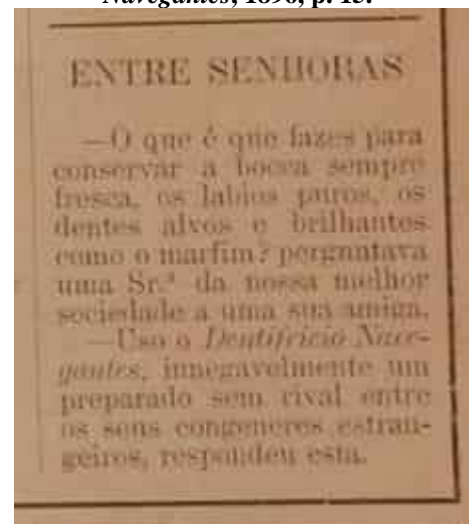 Navegantes, 1896, p. 15.
ENTRE SENHORAS
—O que é que fazes para
conservar a bocca sempre
fresca, os labios puros, os
dentes alvos e brilhantes
como o marfim? perguntava
uma Sr.ª da nossa melhor
sociedade a uma sua amiga.
—Uso o Dentifricio Nave-
gantes, innegavelmente um
preparado sem rival entre
os seus congeneres estran-
geiros, respondeu esta.